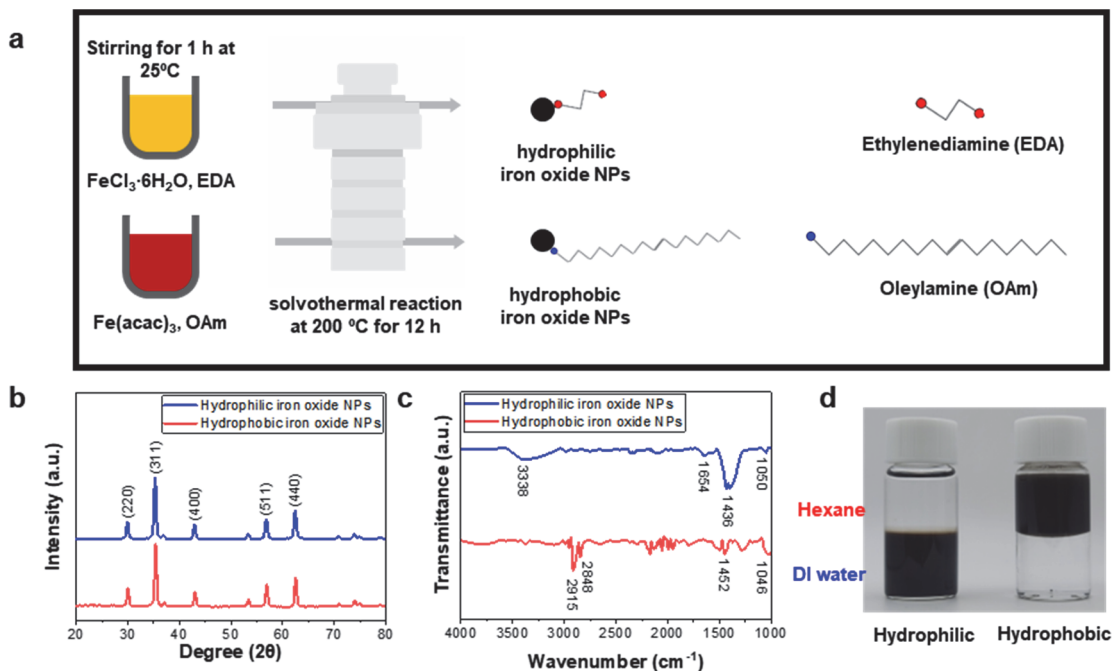 a
Stirring for 1 h at
25ºC
FeCl₃·6H₂O, EDA
Fe(acac)₃, OAm
solvothermal reaction
at 200 ºC for 12 h
hydrophilic
iron oxide NPs
hydrophobic
iron oxide NPs
Ethylenediamine (EDA)
Oleylamine (OAm)
b
Intensity (a.u.)
Hydrophilic iron oxide NPs
Hydrophobic iron oxide NPs
(220)
(311)
(400)
(511)
(440)
20 30 40 50 60 70 80
Degree (2θ)
c
Transmittance (a.u.)
Hydrophilic iron oxide NPs
Hydrophobic iron oxide NPs
3338
1654
1436
1050
2915
2848
1452
1046
4000 3500 3000 2500 2000 1500 1000
Wavenumber (cm⁻¹)
d
Hexane
DI water
Hydrophilic
Hydrophobic